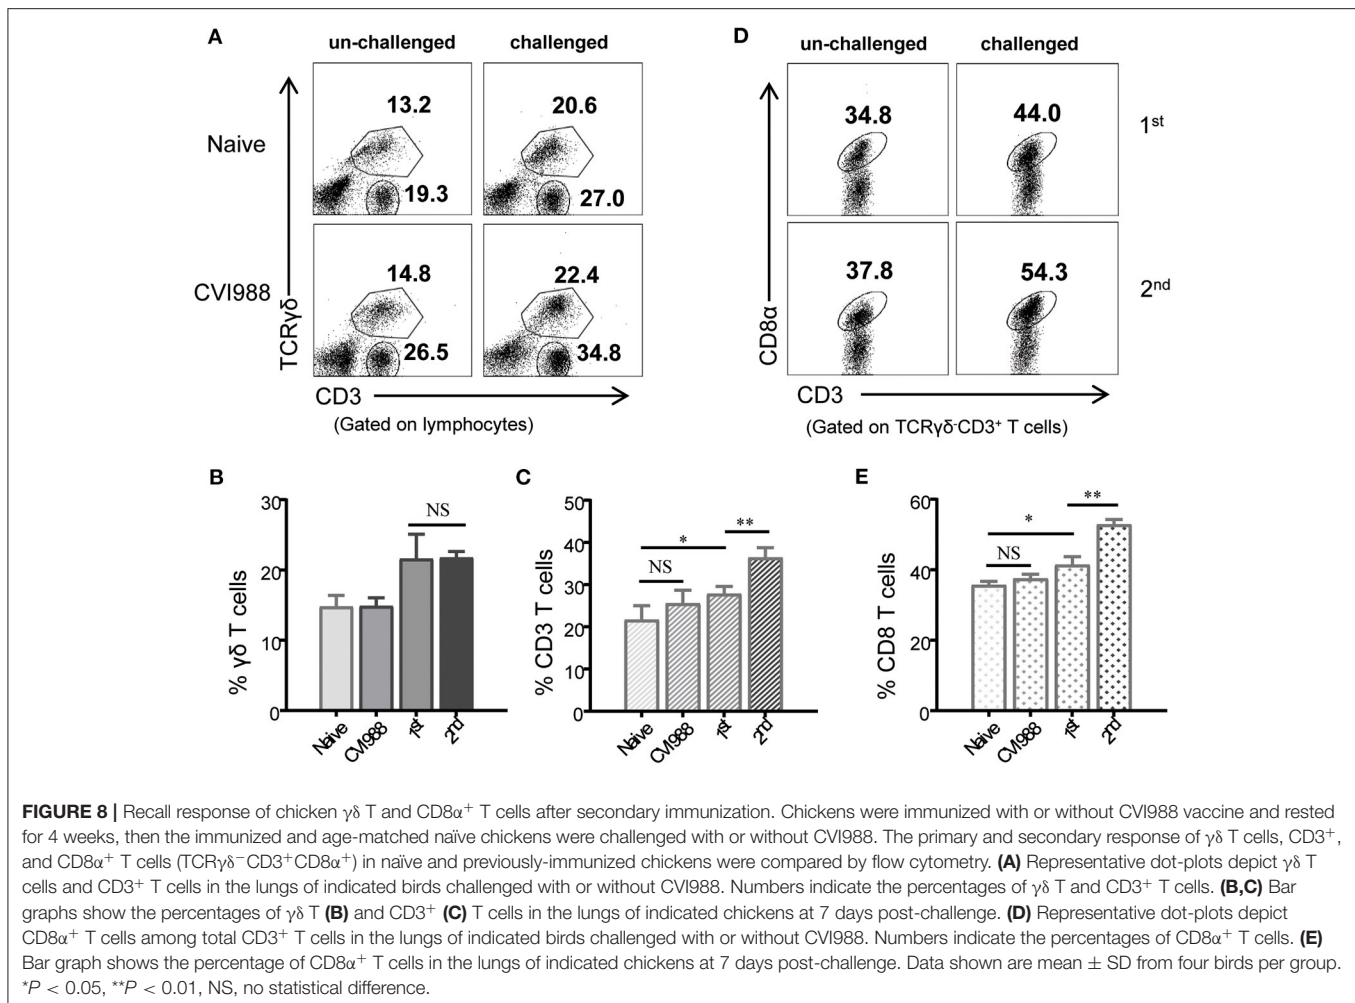 A
un-challenged challenged
Naive
13.2 20.6
19.3 27.0
CVI988
14.8 22.4
26.5 34.8
TCRγδ
CD3
(Gated on lymphocytes)
D
un-challenged challenged
34.8 44.0 1st
37.8 54.3 2nd
CD8α
CD3
(Gated on TCRγδ-CD3+ T cells)
B
% γδ T cells
30
20
10
0
NS
Naive CVI988 1st 2nd
C
% CD3 T cells
50
40
30
20
10
0
NS * **
Naive CVI988 1st 2nd
E
% CD8 T cells
60
40
20
0
NS * **
Naive CVI988 1st 2nd
FIGURE 8 | Recall response of chicken γδ T and CD8α+ T cells after secondary immunization. Chickens were immunized with or without CVI988 vaccine and rested
for 4 weeks, then the immunized and age-matched naïve chickens were challenged with or without CVI988. The primary and secondary response of γδ T cells, CD3+,
and CD8α+ T cells (TCRγδ−CD3+CD8α+) in naïve and previously-immunized chickens were compared by flow cytometry. (A) Representative dot-plots depict γδ T
cells and CD3+ T cells in the lungs of indicated birds challenged with or without CVI988. Numbers indicate the percentages of γδ T and CD3+ T cells. (B,C) Bar
graphs show the percentages of γδ T (B) and CD3+ (C) T cells in the lungs of indicated chickens at 7 days post-challenge. (D) Representative dot-plots depict
CD8α+ T cells among total CD3+ T cells in the lungs of indicated birds challenged with or without CVI988. Numbers indicate the percentages of CD8α+ T cells. (E)
Bar graph shows the percentage of CD8α+ T cells in the lungs of indicated chickens at 7 days post-challenge. Data shown are mean ± SD from four birds per group.
*P < 0.05, **P < 0.01, NS, no statistical difference.